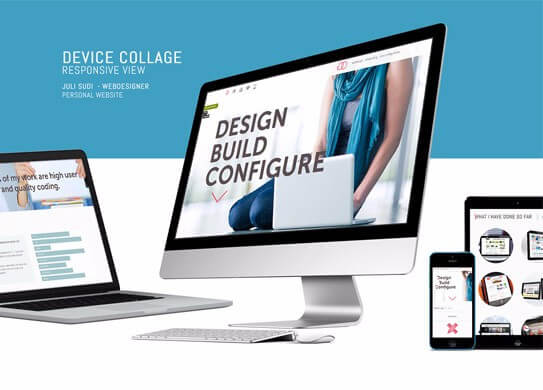 DEVICE COLLAGE
RESPONSIVE VIEW
JULI SUDI - WEBDESIGNER
PERSONAL WEBSITE
DESIGN
BUILD
CONFIGURE
of my work are high user
and quality coding.
WHAT I HAVE DONE SO FAR
Design
Build
Configure